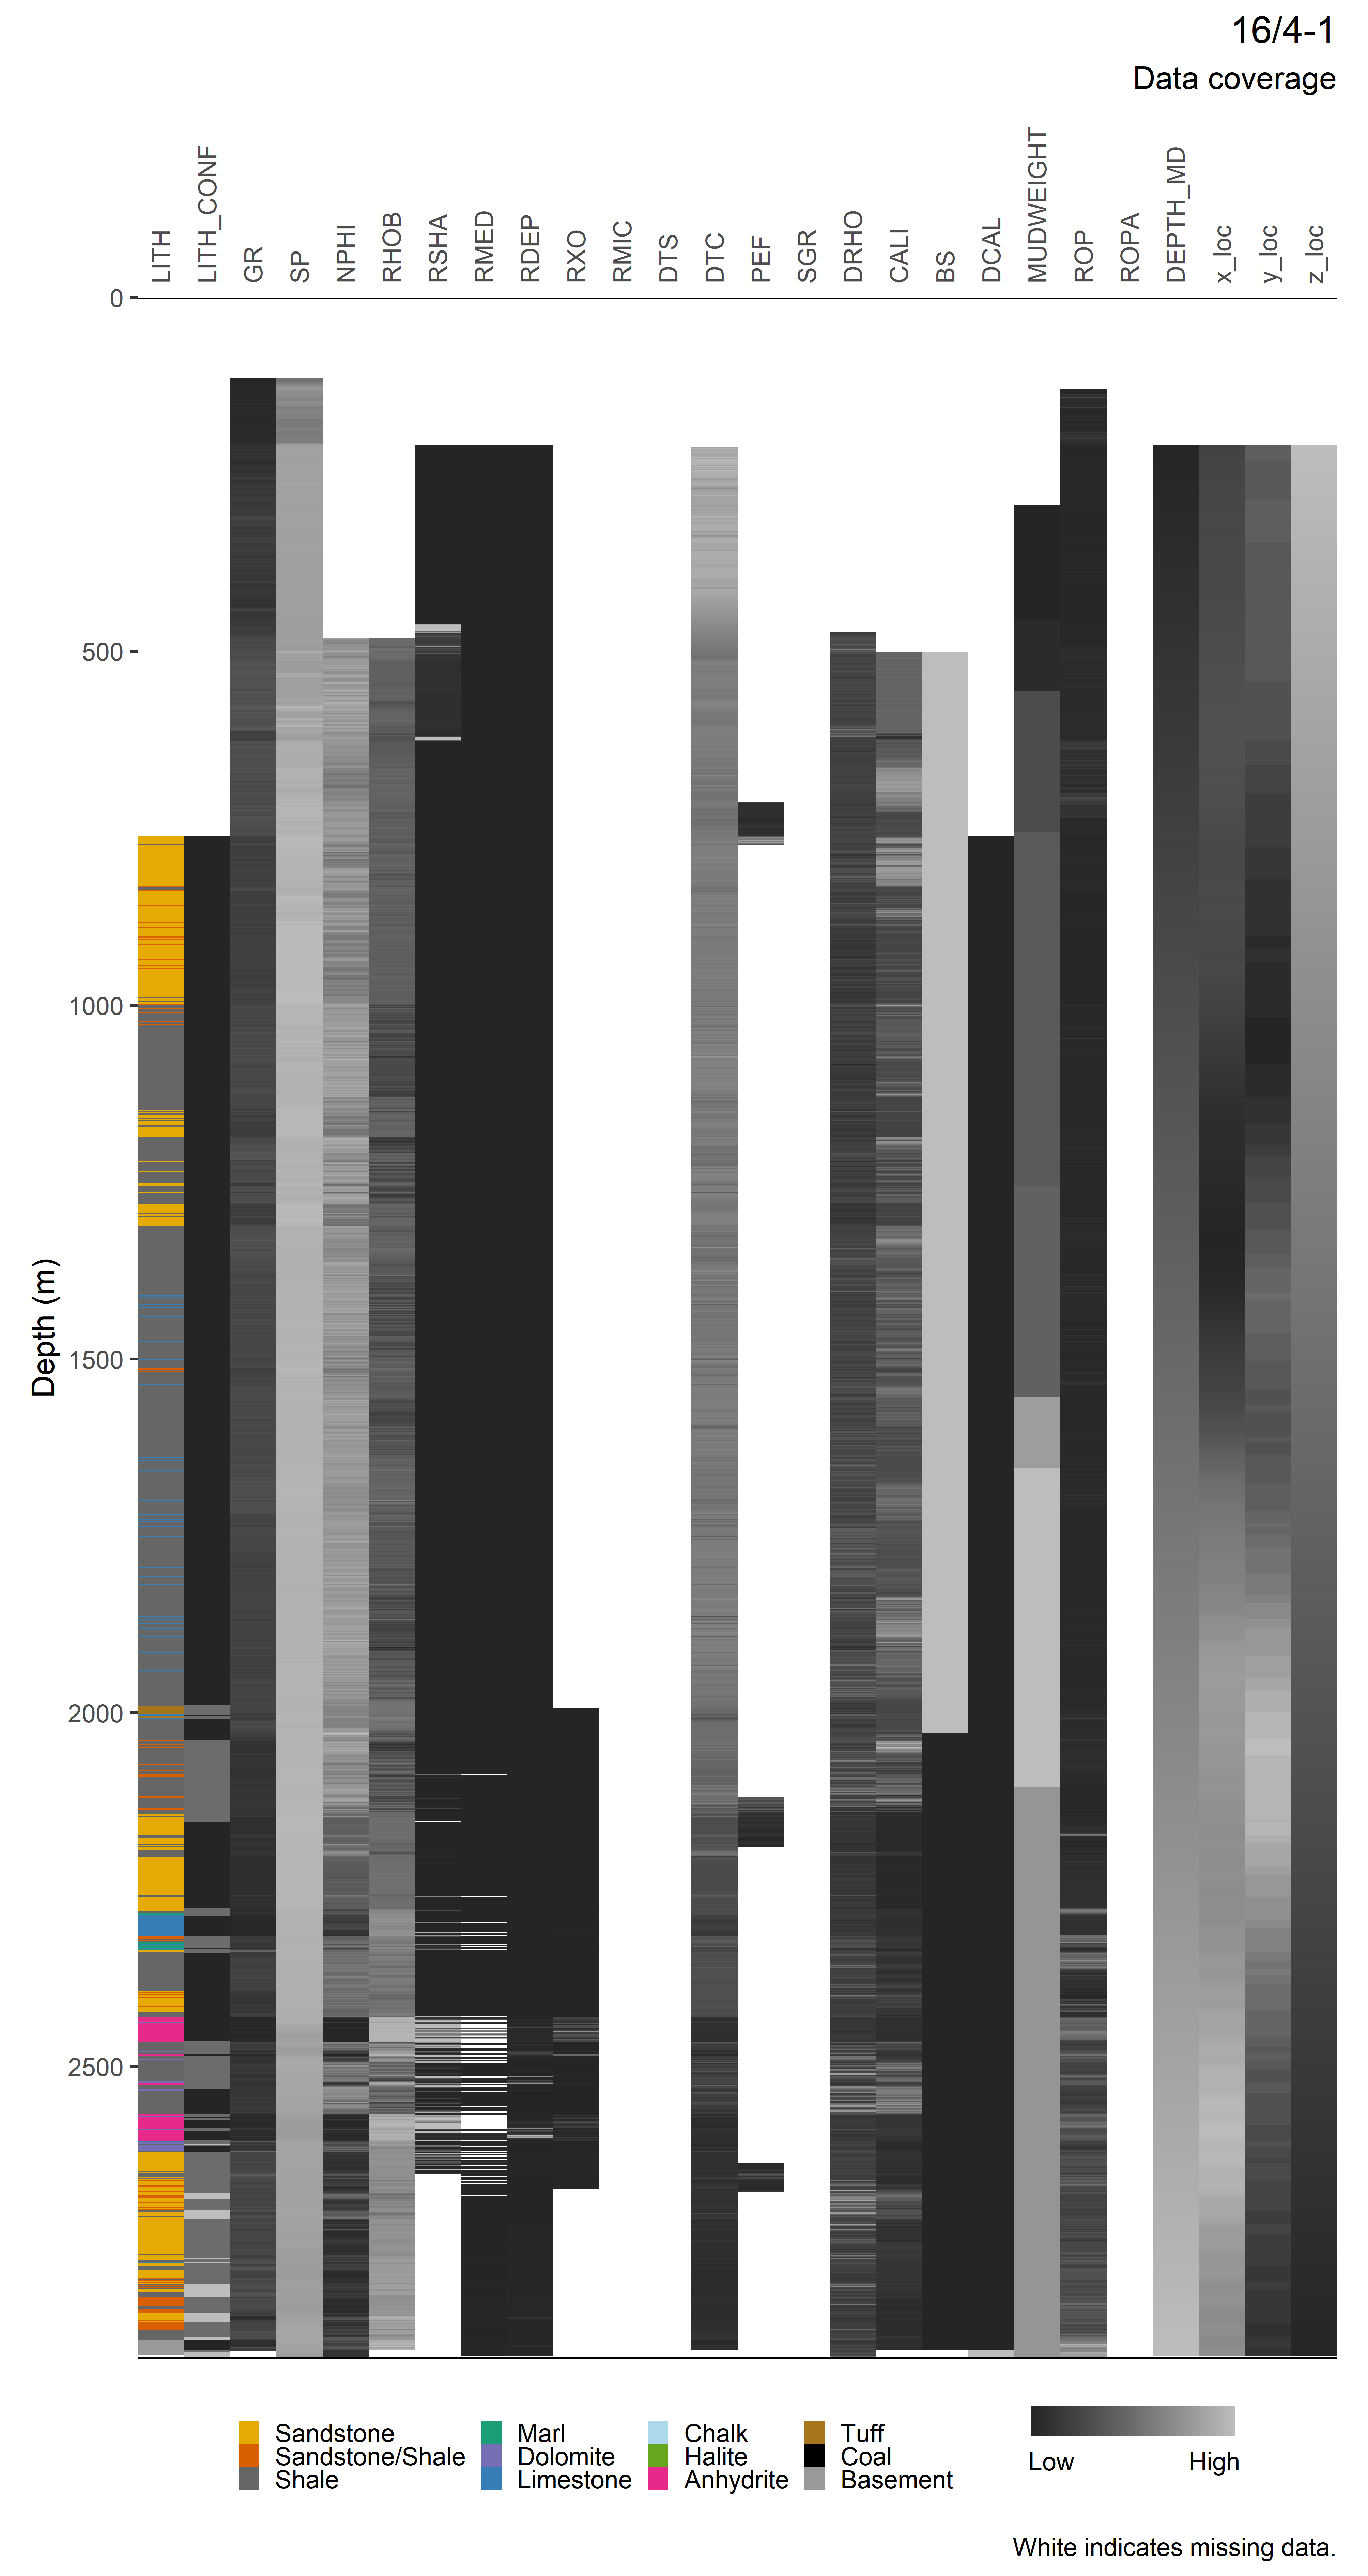 16/4-1
Data coverage
LITH
LITH_CONF
GR
SP
NPHI
RHOB
RSHA
RMED
RDEP
RXO
RMIC
DTS
DTC
PEF
SGR
DRHO
CALI
BS
DCAL
MUDWEIGHT
ROP
ROPA
DEPTH_MD
x_loc
y_loc
z_loc
0
500
1000
1500
2000
2500
Depth (m)
Sandstone Marl Chalk Tuff
Sandstone/Shale Dolomite Halite Coal
Shale Limestone Anhydrite Basement
Low High
White indicates missing data.